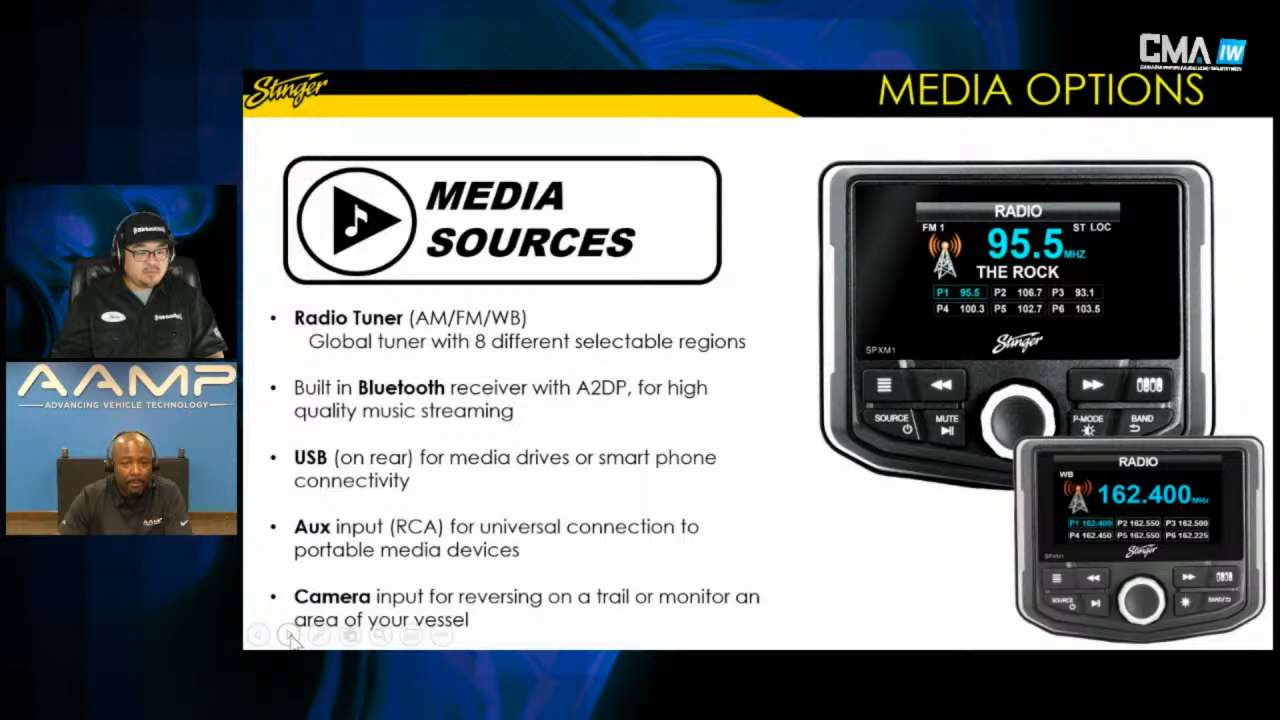 CMA IW
Stinger
MEDIA OPTIONS
MEDIA
SOURCES
• Radio Tuner (AM/FM/WB)
Global tuner with 8 different selectable regions
• Built in Bluetooth receiver with A2DP, for high
quality music streaming
• USB (on rear) for media drives or smart phone
connectivity
• Aux input (RCA) for universal connection to
portable media devices
• Camera input for reversing on a trail or monitor an
area of your vessel
RADIO
FM 1
ST LOC
95.5 MHZ
THE ROCK
P1 95.5 P2 106.7 P3 93.1
P4 100.3 P5 102.7 P6 103.5
SPXM1
Stinger
SOURCE
MUTE
P-MODE
BAND
RADIO
WB
162.400 MHz
P1 162.400 P2 162.550 P3 162.500
P4 162.450 P5 162.550 P6 162.225
SPXM1
Stinger
SOURCE
BAND/
AAMP
ADVANCING VEHICLE TECHNOLOGY
AAMP